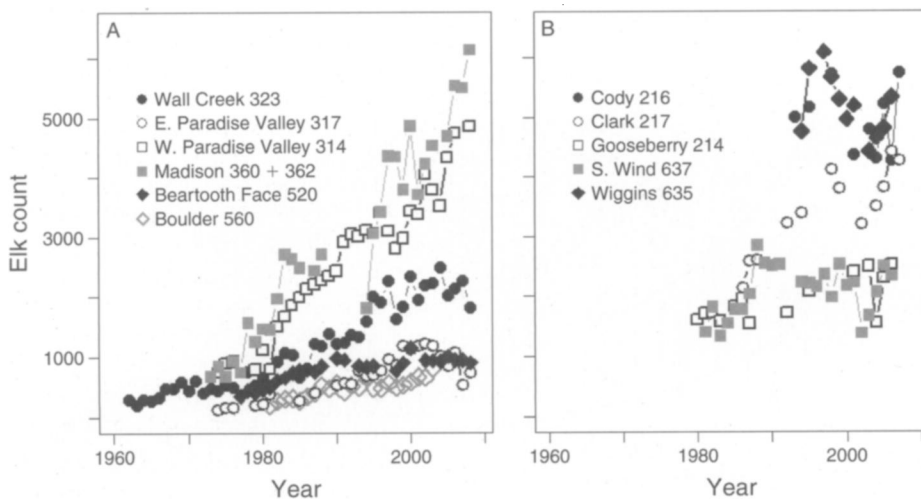 A
Wall Creek 323
E. Paradise Valley 317
W. Paradise Valley 314
Madison 360 + 362
Beartooth Face 520
Boulder 560
Elk count
5000
3000
1000
1960
1980
2000
Year
B
Cody 216
Clark 217
Gooseberry 214
S. Wind 637
Wiggins 635
1960
1980
2000
Year